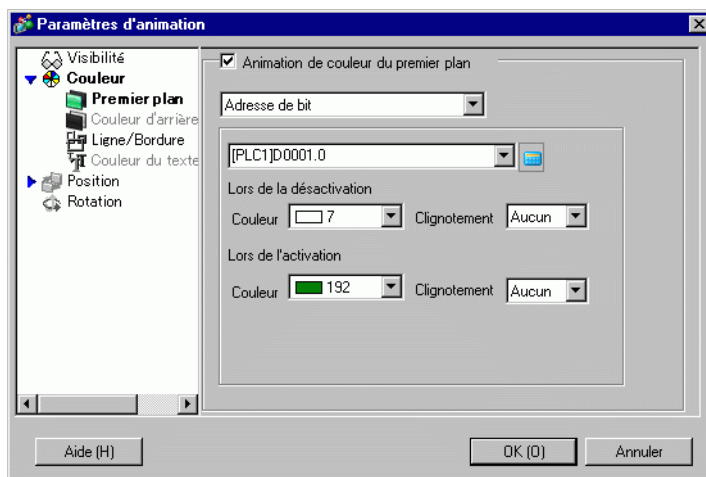 Paramètres d'animation
Visibilité
Couleur
Premier plan
Couleur d'arrière
Ligne/Bordure
Couleur du texte
Position
Rotation
Animation de couleur du premier plan
Adresse de bit
[PLC1]D0001.0
Lors de la désactivation
Couleur 7 Clignotement Aucun
Lors de l'activation
Couleur 192 Clignotement Aucun
Aide (H) OK (O) Annuler